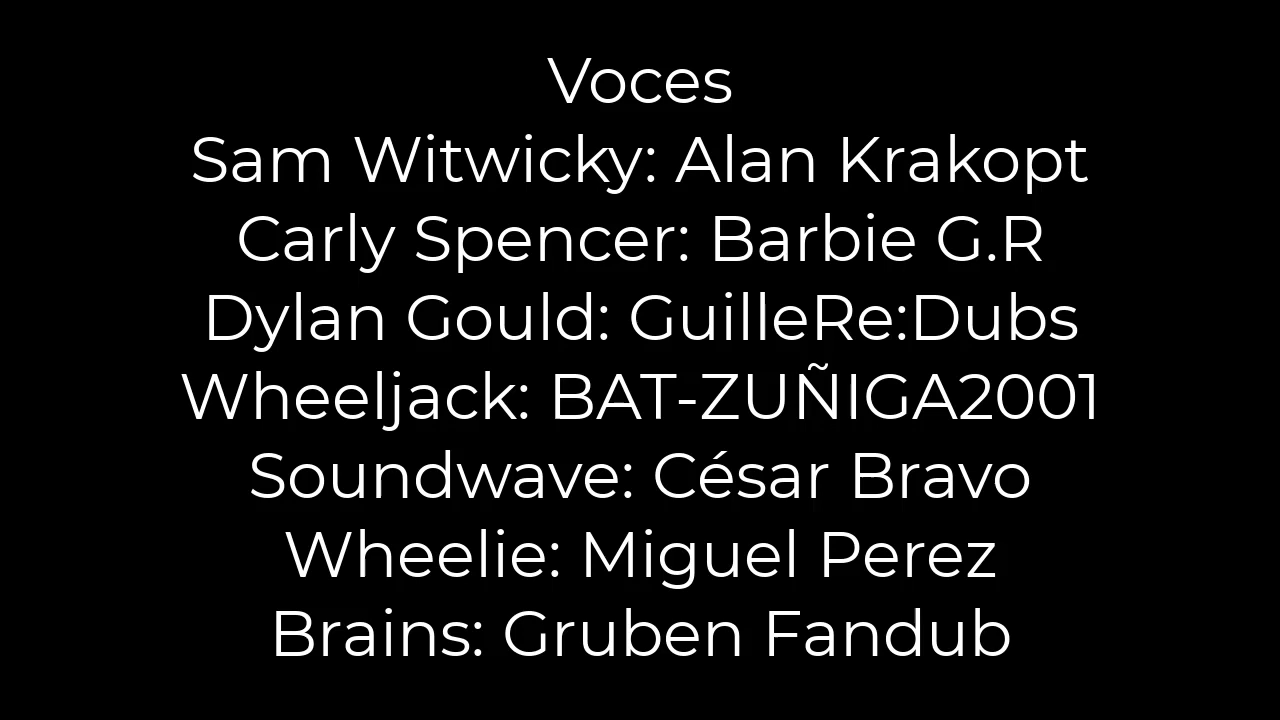 Voces
Sam Witwicky: Alan Krakopt
Carly Spencer: Barbie G.R
Dylan Gould: GuilleRe:Dubs
Wheeljack: BAT-ZUÑIGA2001
Soundwave: César Bravo
Wheelie: Miguel Perez
Brains: Gruben Fandub